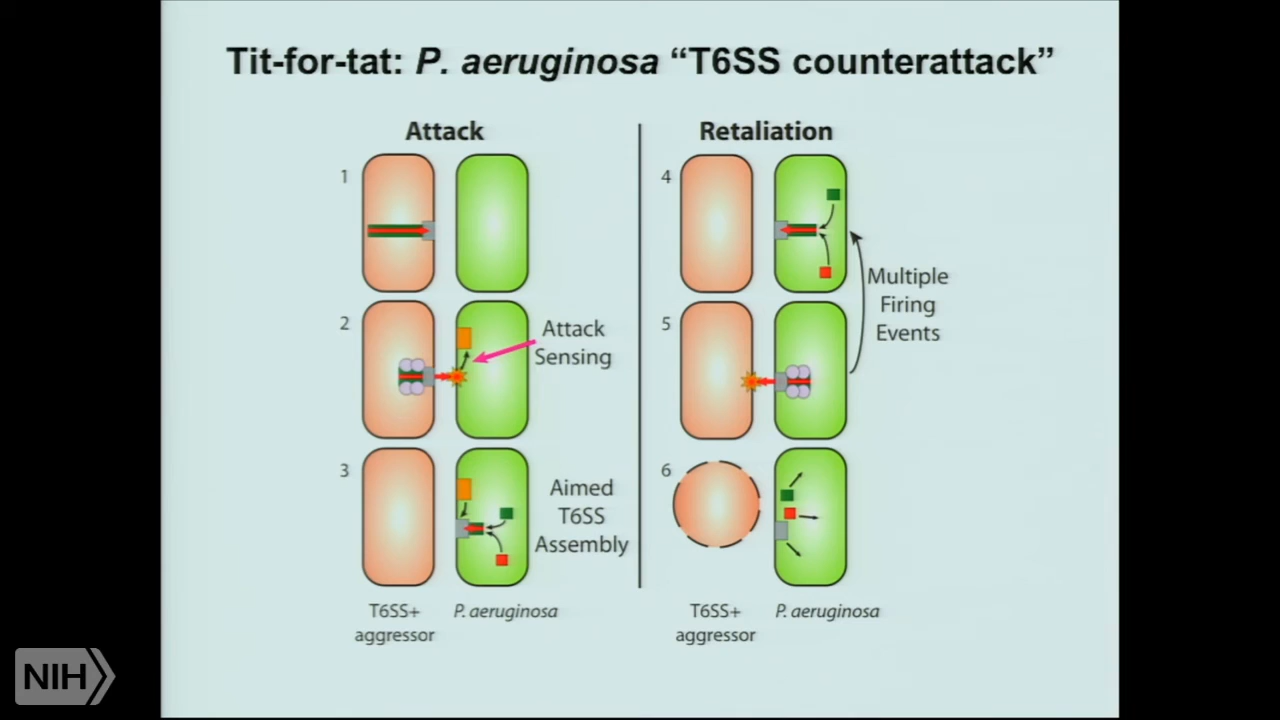 Tit-for-tat: P. aeruginosa “T6SS counterattack”
Attack
1
2
Attack
Sensing
3
Aimed
T6SS
Assembly
T6SS+
aggressor
P. aeruginosa
Retaliation
4
Multiple
Firing
Events
5
6
T6SS+
aggressor
P. aeruginosa
NIH